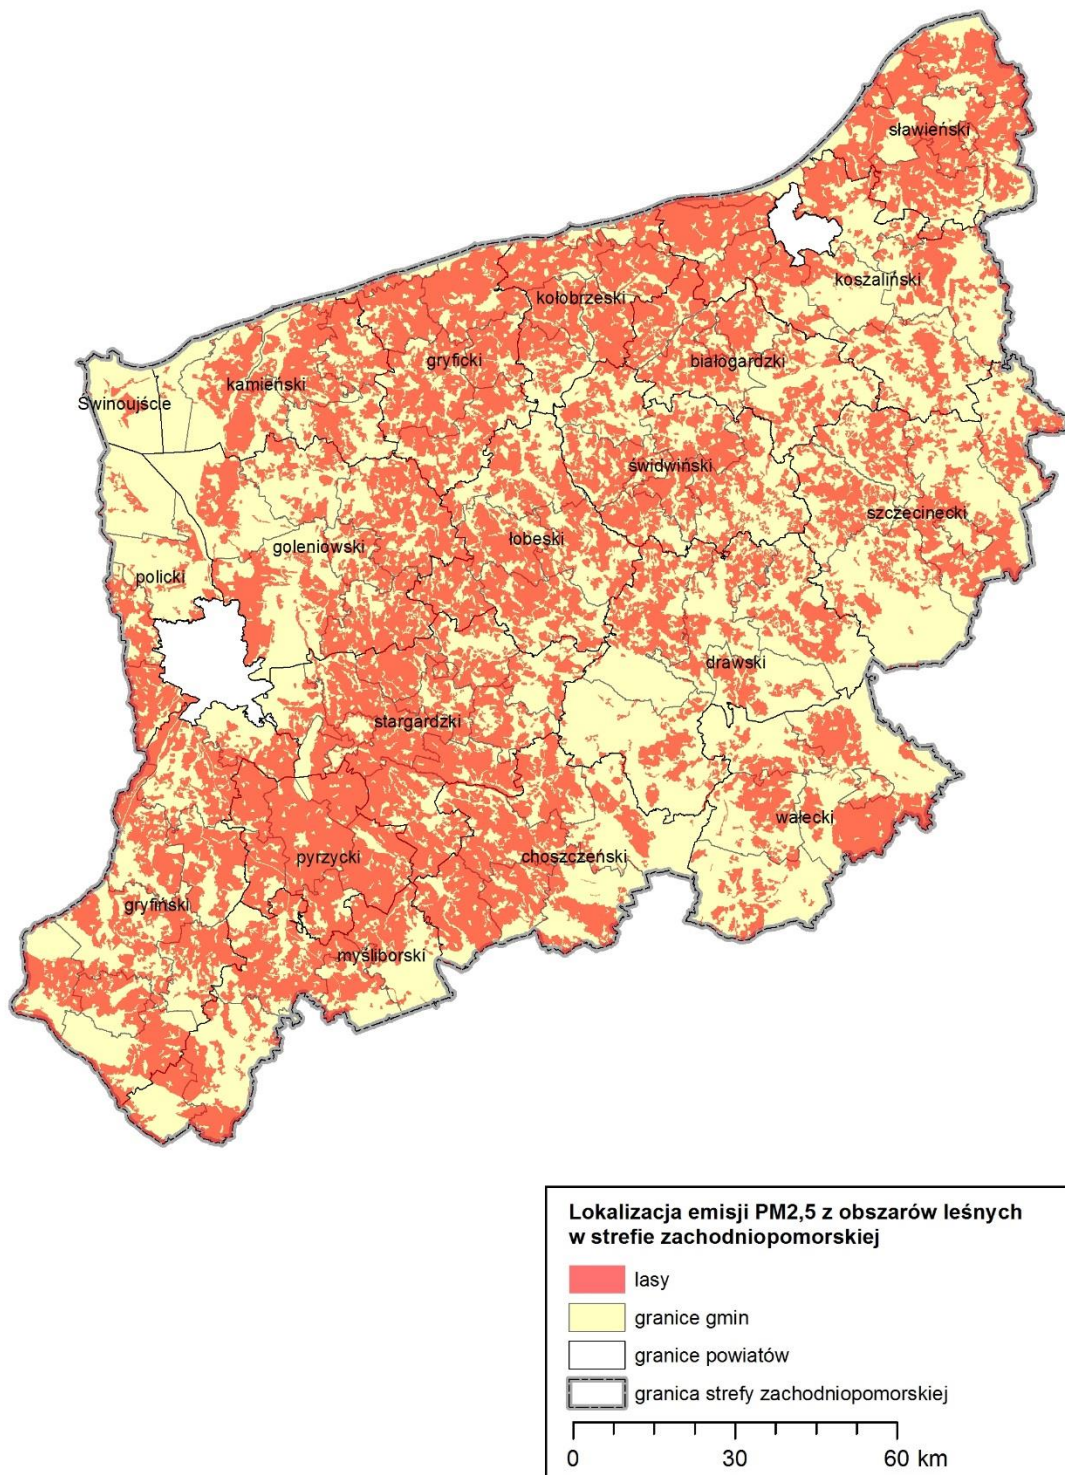 sławieński
koszaliński
kołobrzeski
białogardzki
gryficki
kamieński
Świnoujście
świdwiński
szczecinecki
łobeski
goleniowski
policki
drawski
stargardzki
wałecki
choszczeński
pyrzycki
gryfiński
myśliborski
Lokalizacja emisji PM2,5 z obszarów leśnych
w strefie zachodniopomorskiej
lasy
granice gmin
granice powiatów
granica strefy zachodniopomorskiej
0 30 60 km